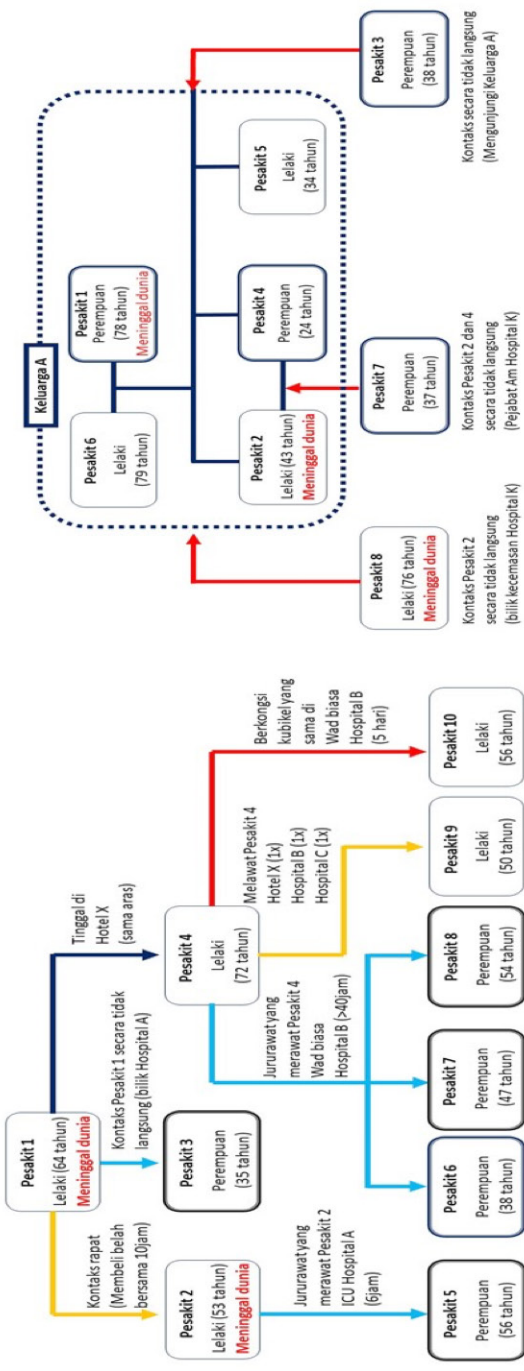 Pesakit 1
Lelaki (64 tahun)
Meninggal dunia
Kontaks rapat
(Membeli belah
bersama 10jam)
Kontaks Pesakit 1 secara tidak
langsung (bilik Hospital A)
Tinggal di
Hotel X
(sama aras)
Pesakit 2
Lelaki (53 tahun)
Meninggal dunia
Pesakit 3
Perempuan
(35 tahun)
Pesakit 4
Lelaki
(72 tahun)
Jururawat yang
merawat Pesakit 2
ICU Hospital A
(6jam)
Jururawat yang
merawat Pesakit 4
Wad biasa
Hospital B (>40jam)
Melawat Pesakit 4
Hotel X (1x)
Hospital B (1x)
Hospital C (1x)
Berkongsi
kubikel yang
sama di
Wad biasa
Hospital B
(5 hari)
Pesakit 5
Perempuan
(56 tahun)
Pesakit 6
Perempuan
(38 tahun)
Pesakit 7
Perempuan
(47 tahun)
Pesakit 8
Perempuan
(54 tahun)
Pesakit 9
Lelaki
(50 tahun)
Pesakit 10
Lelaki
(56 tahun)
Keluarga A
Pesakit 6
Lelaki
(79 tahun)
Pesakit 1
Perempuan
(78 tahun)
Meninggal dunia
Pesakit 2
Lelaki (43 tahun)
Meninggal dunia
Pesakit 4
Perempuan
(24 tahun)
Pesakit 5
Lelaki
(34 tahun)
Pesakit 8
Lelaki (76 tahun)
Meninggal dunia
Kontaks Pesakit 2
secara tidak langsung
(bilik kecemasan Hospital K)
Pesakit 7
Perempuan
(37 tahun)
Kontaks Pesakit 2 dan 4
secara tidak langsung
(Pejabat Am Hospital K)
Pesakit 3
Perempuan
(38 tahun)
Kontaks secara tidak langsung
(Mengunjungi Keluarga A)